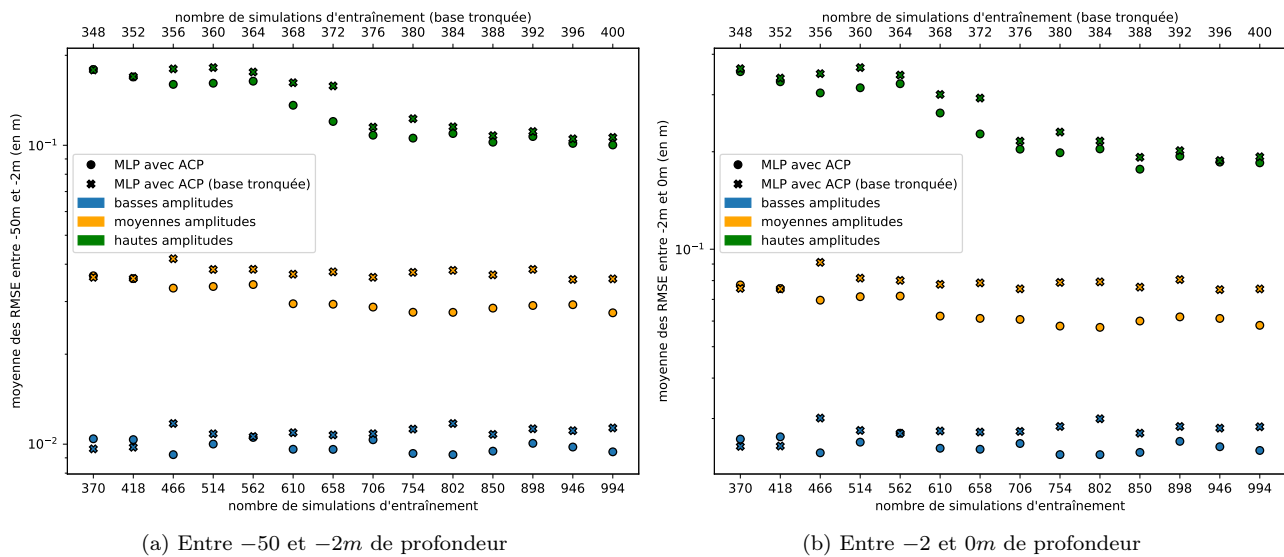 nombre de simulations d'entraînement (base tronquée)
348 352 356 360 364 368 372 376 380 384 388 392 396 400
moyenne des RMSE entre -50m et -2m (en m)
10⁻¹
10⁻²
MLP avec ACP
MLP avec ACP (base tronquée)
basses amplitudes
moyennes amplitudes
hautes amplitudes
370 418 466 514 562 610 658 706 754 802 850 898 946 994
nombre de simulations d'entraînement
(a) Entre −50 et −2m de profondeur
nombre de simulations d'entraînement (base tronquée)
348 352 356 360 364 368 372 376 380 384 388 392 396 400
moyenne des RMSE entre -2m et 0m (en m)
10⁻¹
MLP avec ACP
MLP avec ACP (base tronquée)
basses amplitudes
moyennes amplitudes
hautes amplitudes
370 418 466 514 562 610 658 706 754 802 850 898 946 994
nombre de simulations d'entraînement
(b) Entre −2 et 0m de profondeur